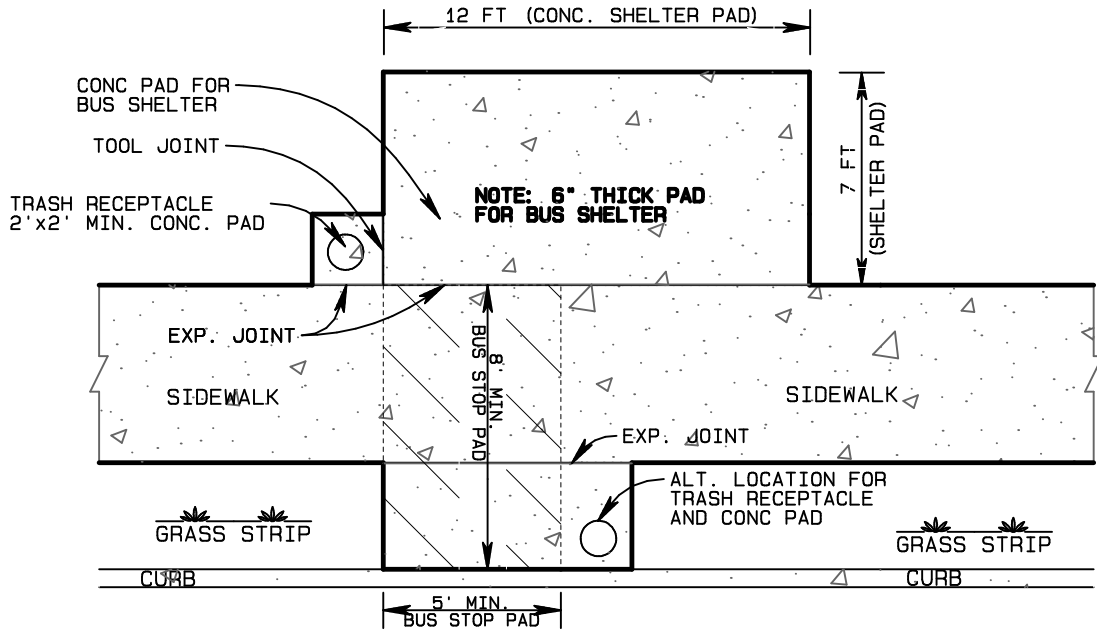 12 FT (CONC. SHELTER PAD)
CONC PAD FOR
BUS SHELTER
TOOL JOINT
TRASH RECEPTACLE
2'x2' MIN. CONC. PAD
NOTE: 6" THICK PAD
FOR BUS SHELTER
7 FT
(SHELTER PAD)
EXP. JOINT
8' MIN.
BUS STOP PAD
SIDEWALK
SIDEWALK
EXP. JOINT
ALT. LOCATION FOR
TRASH RECEPTACLE
AND CONC PAD
GRASS STRIP
GRASS STRIP
CURB
CURB
5' MIN.
BUS STOP PAD